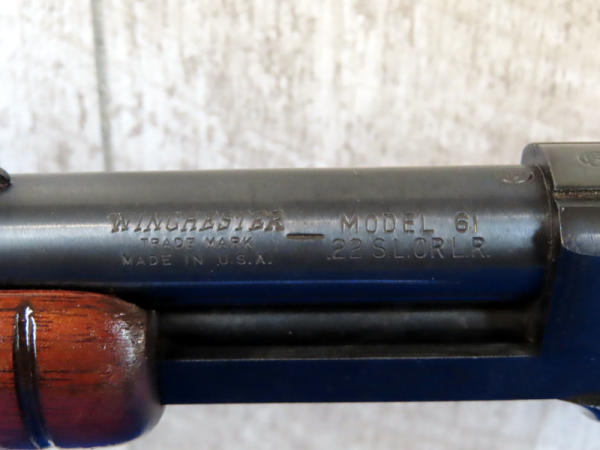 WINCHESTER
TRADE MARK
MADE IN U.S.A.
MODEL 61
.22 S.L.OR L.R.